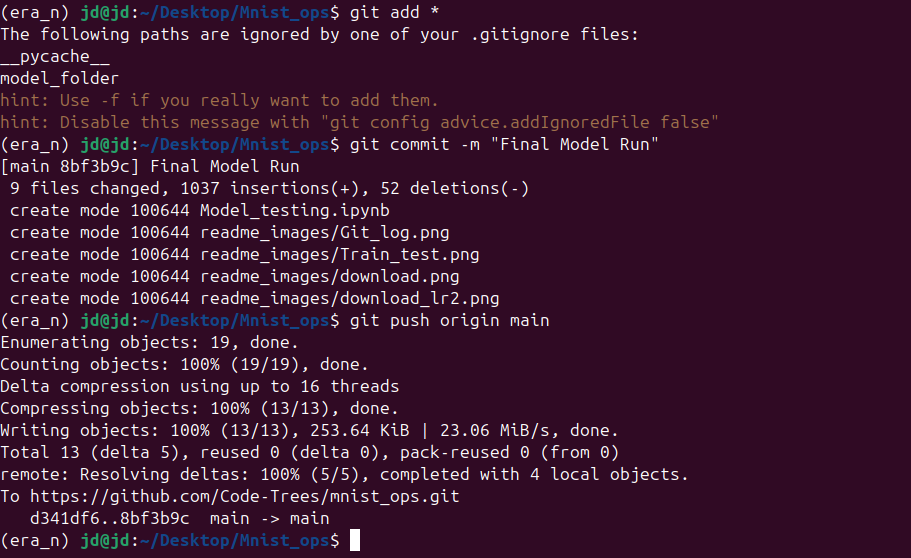 (era_n) jd@jd:~/Desktop/Mnist_ops$ git add *
The following paths are ignored by one of your .gitignore files:
__pycache__
model_folder
hint: Use -f if you really want to add them.
hint: Disable this message with "git config advice.addIgnoredFile false"
(era_n) jd@jd:~/Desktop/Mnist_ops$ git commit -m "Final Model Run"
[main 8bf3b9c] Final Model Run
 9 files changed, 1037 insertions(+), 52 deletions(-)
 create mode 100644 Model_testing.ipynb
 create mode 100644 readme_images/Git_log.png
 create mode 100644 readme_images/Train_test.png
 create mode 100644 readme_images/download.png
 create mode 100644 readme_images/download_lr2.png
(era_n) jd@jd:~/Desktop/Mnist_ops$ git push origin main
Enumerating objects: 19, done.
Counting objects: 100% (19/19), done.
Delta compression using up to 16 threads
Compressing objects: 100% (13/13), done.
Writing objects: 100% (13/13), 253.64 KiB | 23.06 MiB/s, done.
Total 13 (delta 5), reused 0 (delta 0), pack-reused 0 (from 0)
remote: Resolving deltas: 100% (5/5), completed with 4 local objects.
To https://github.com/Code-Trees/mnist_ops.git
   d341df6..8bf3b9c  main -> main
(era_n) jd@jd:~/Desktop/Mnist_ops$